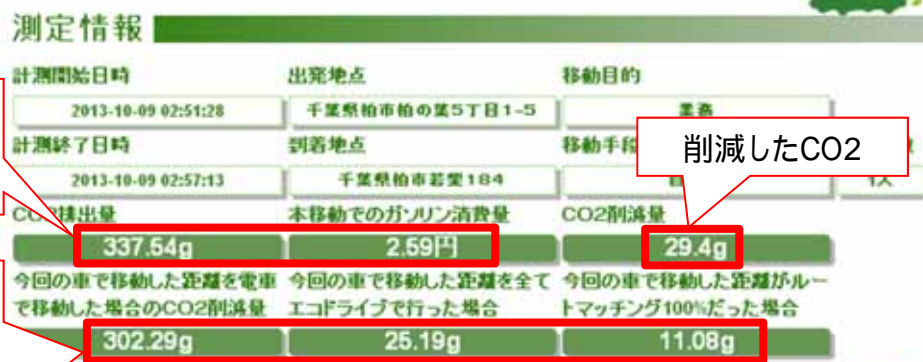 測定情報
計測開始日時 出発地点 移動目的
2013-10-09 02:51:28 千葉県柏市柏の葉5丁目1-5 業務
計測終了日時 到着地点 移動手段
削減したCO2
2013-10-09 02:57:13 千葉県柏市若柴184 1人
CO2排出量 本移動でのガソリン消費量 CO2削減量
337.54g 2.59円 29.4g
今回の車で移動した距離を電車 今回の車で移動した距離を全て 今回の車で移動した距離がルー
で移動した場合のCO2削減量 エコドライブで行った場合 トマッチング100%だった場合
302.29g 25.19g 11.08g